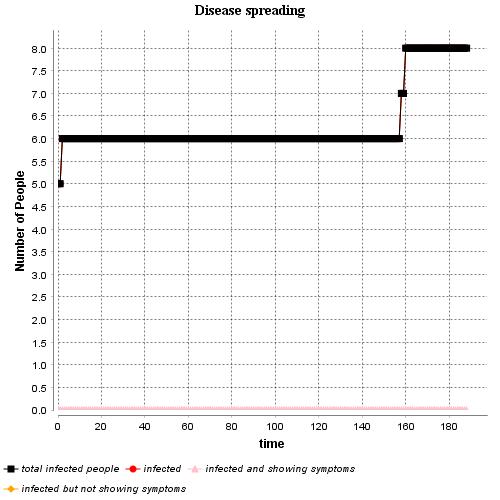 Disease spreading
8.0
7.5
7.0
6.5
6.0
5.5
5.0
4.5
4.0
3.5
3.0
2.5
2.0
1.5
1.0
0.5
0.0
Number of People
0 20 40 60 80 100 120 140 160 180
time
total infected people infected infected and showing symptoms
infected but not showing symptoms